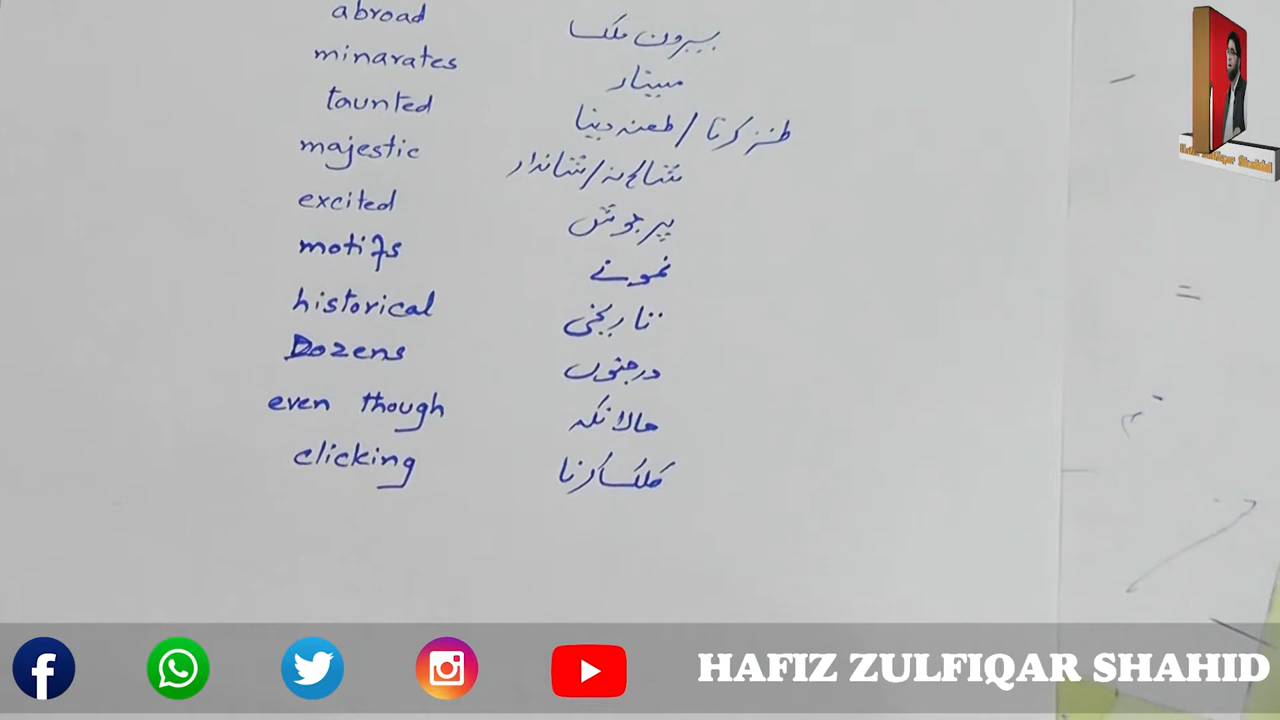 abroad بیرون ملک
minarates مینار
taunted طنز کرنا / طعنہ دینا
majestic شاہانہ / شاندار
excited پرجوش
motifs نمونے
historical تاریخی
Dozens درجنوں
even though حالانکہ
clicking کلک کرنا
HAFIZ ZULFIQAR SHAHID